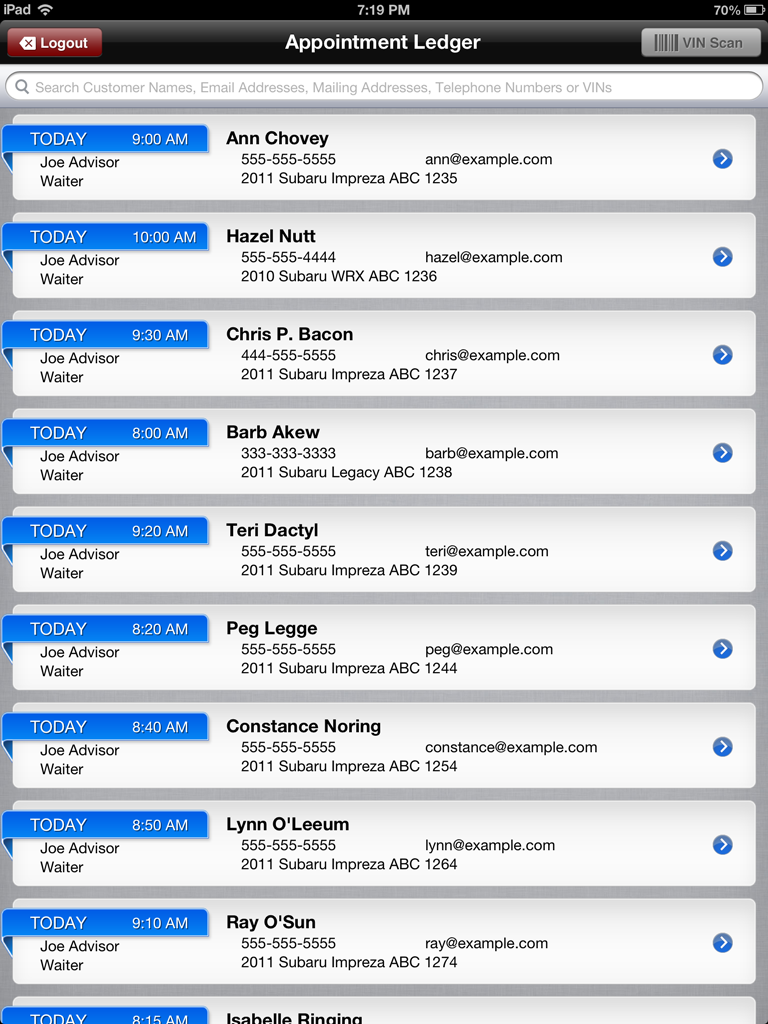 iPad 7:19 PM 70%
Logout Appointment Ledger VIN Scan
Search Customer Names, Email Addresses, Mailing Addresses, Telephone Numbers or VINs
TODAY 9:00 AM Ann Chovey
Joe Advisor 555-555-5555 ann@example.com
Waiter 2011 Subaru Impreza ABC 1235
TODAY 10:00 AM Hazel Nutt
Joe Advisor 555-555-4444 hazel@example.com
Waiter 2010 Subaru WRX ABC 1236
TODAY 9:30 AM Chris P. Bacon
Joe Advisor 444-555-5555 chris@example.com
Waiter 2011 Subaru Impreza ABC 1237
TODAY 8:00 AM Barb Akew
Joe Advisor 333-333-3333 barb@example.com
Waiter 2011 Subaru Legacy ABC 1238
TODAY 9:20 AM Teri Dactyl
Joe Advisor 555-555-5555 teri@example.com
Waiter 2011 Subaru Impreza ABC 1239
TODAY 8:20 AM Peg Legge
Joe Advisor 555-555-5555 peg@example.com
Waiter 2011 Subaru Impreza ABC 1244
TODAY 8:40 AM Constance Noring
Joe Advisor 555-555-5555 constance@example.com
Waiter 2011 Subaru Impreza ABC 1254
TODAY 8:50 AM Lynn O'Leeum
Joe Advisor 555-555-5555 lynn@example.com
Waiter 2011 Subaru Impreza ABC 1264
TODAY 9:10 AM Ray O'Sun
Joe Advisor 555-555-5555 ray@example.com
Waiter 2011 Subaru Impreza ABC 1274
TODAY 8:15 AM Isabelle Ringing